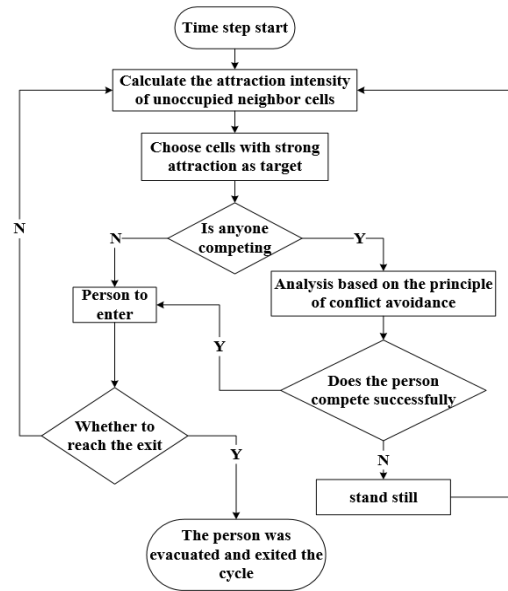 Time step start
Calculate the attraction intensity
of unoccupied neighbor cells
Choose cells with strong
attraction as target
N
Is anyone
competing
N
Y
Person to
enter
Analysis based on the principle
of conflict avoidance
Y
Does the person
compete successfully
Whether to
reach the exit
Y
N
stand still
The person was
evacuated and exited the
cycle